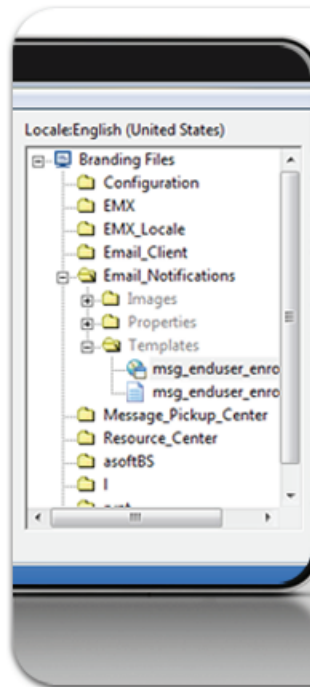 Locale:English (United States)
Branding Files
Configuration
EMX
EMX_Locale
Email_Client
Email_Notifications
Images
Properties
Templates
msg_enduser_enro
msg_enduser_enro
Message_Pickup_Center
Resource_Center
asoftBS